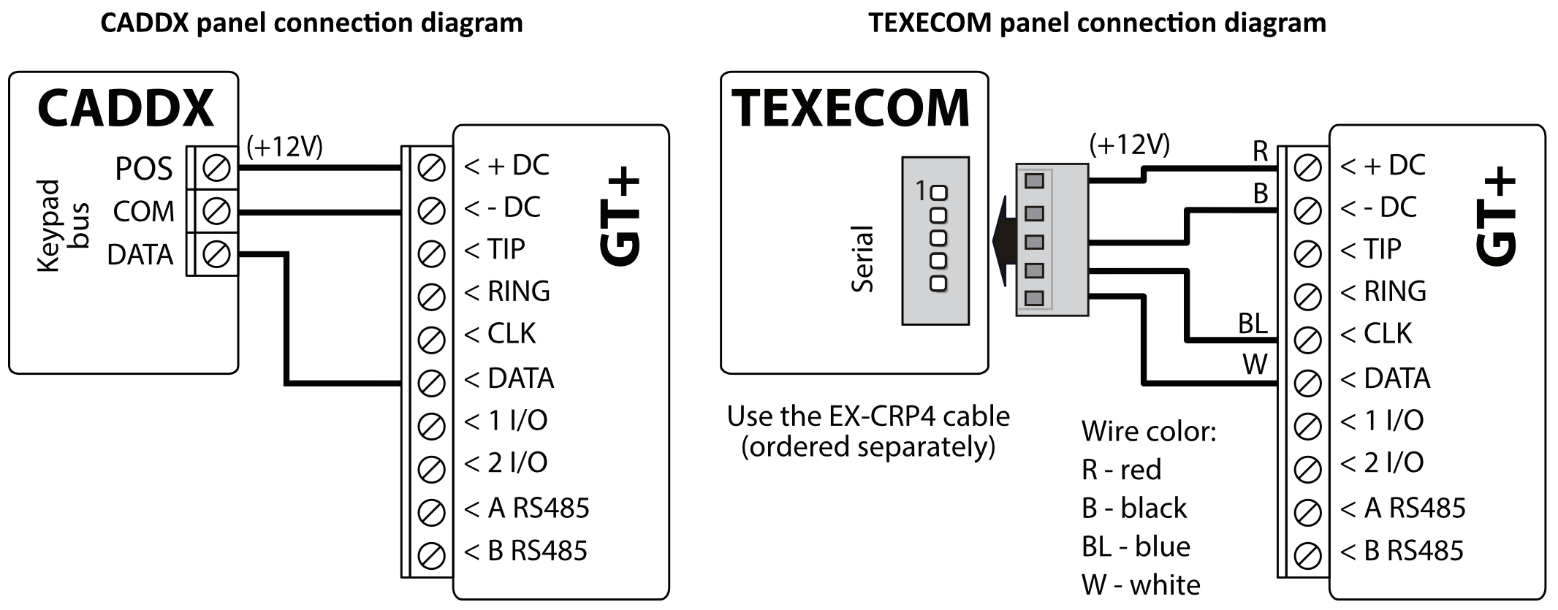 CADDX panel connection diagram
CADDX
Keypad
bus
POS
COM
DATA
(+12V)
< + DC
< - DC
< TIP
< RING
< CLK
< DATA
< 1 I/O
< 2 I/O
< A RS485
< B RS485
GT+
TEXECOM panel connection diagram
TEXECOM
Serial
1
(+12V)
R
B
BL
W
< + DC
< - DC
< TIP
< RING
< CLK
< DATA
< 1 I/O
< 2 I/O
< A RS485
< B RS485
GT+
Use the EX-CRP4 cable
(ordered separately)
Wire color:
R - red
B - black
BL - blue
W - white